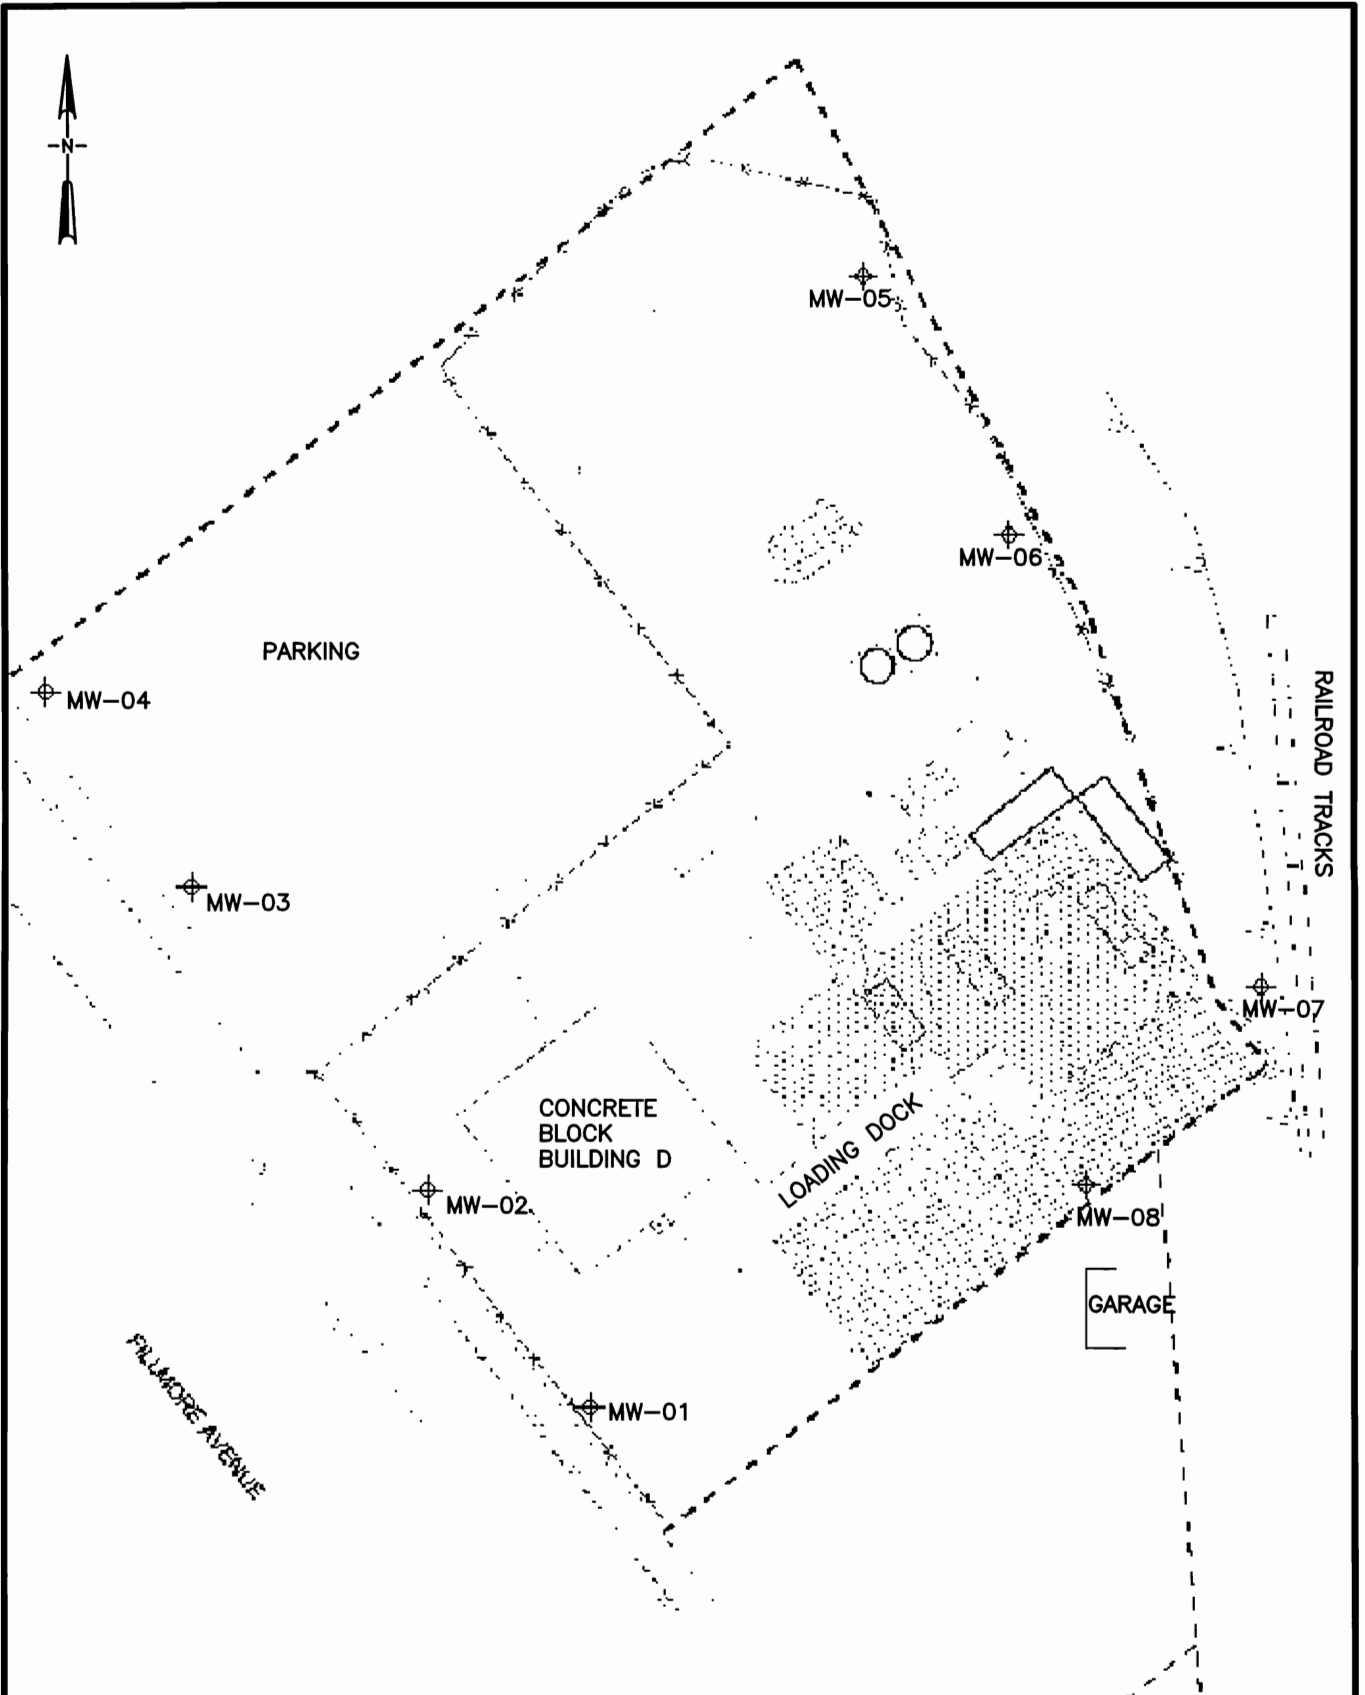 N
MW-05
MW-06
PARKING
MW-04
RAILROAD TRACKS
MW-03
MW-07
CONCRETE
BLOCK
BUILDING D
LOADING DOCK
MW-02
MW-08
GARAGE
FILLMORE AVENUE
MW-01